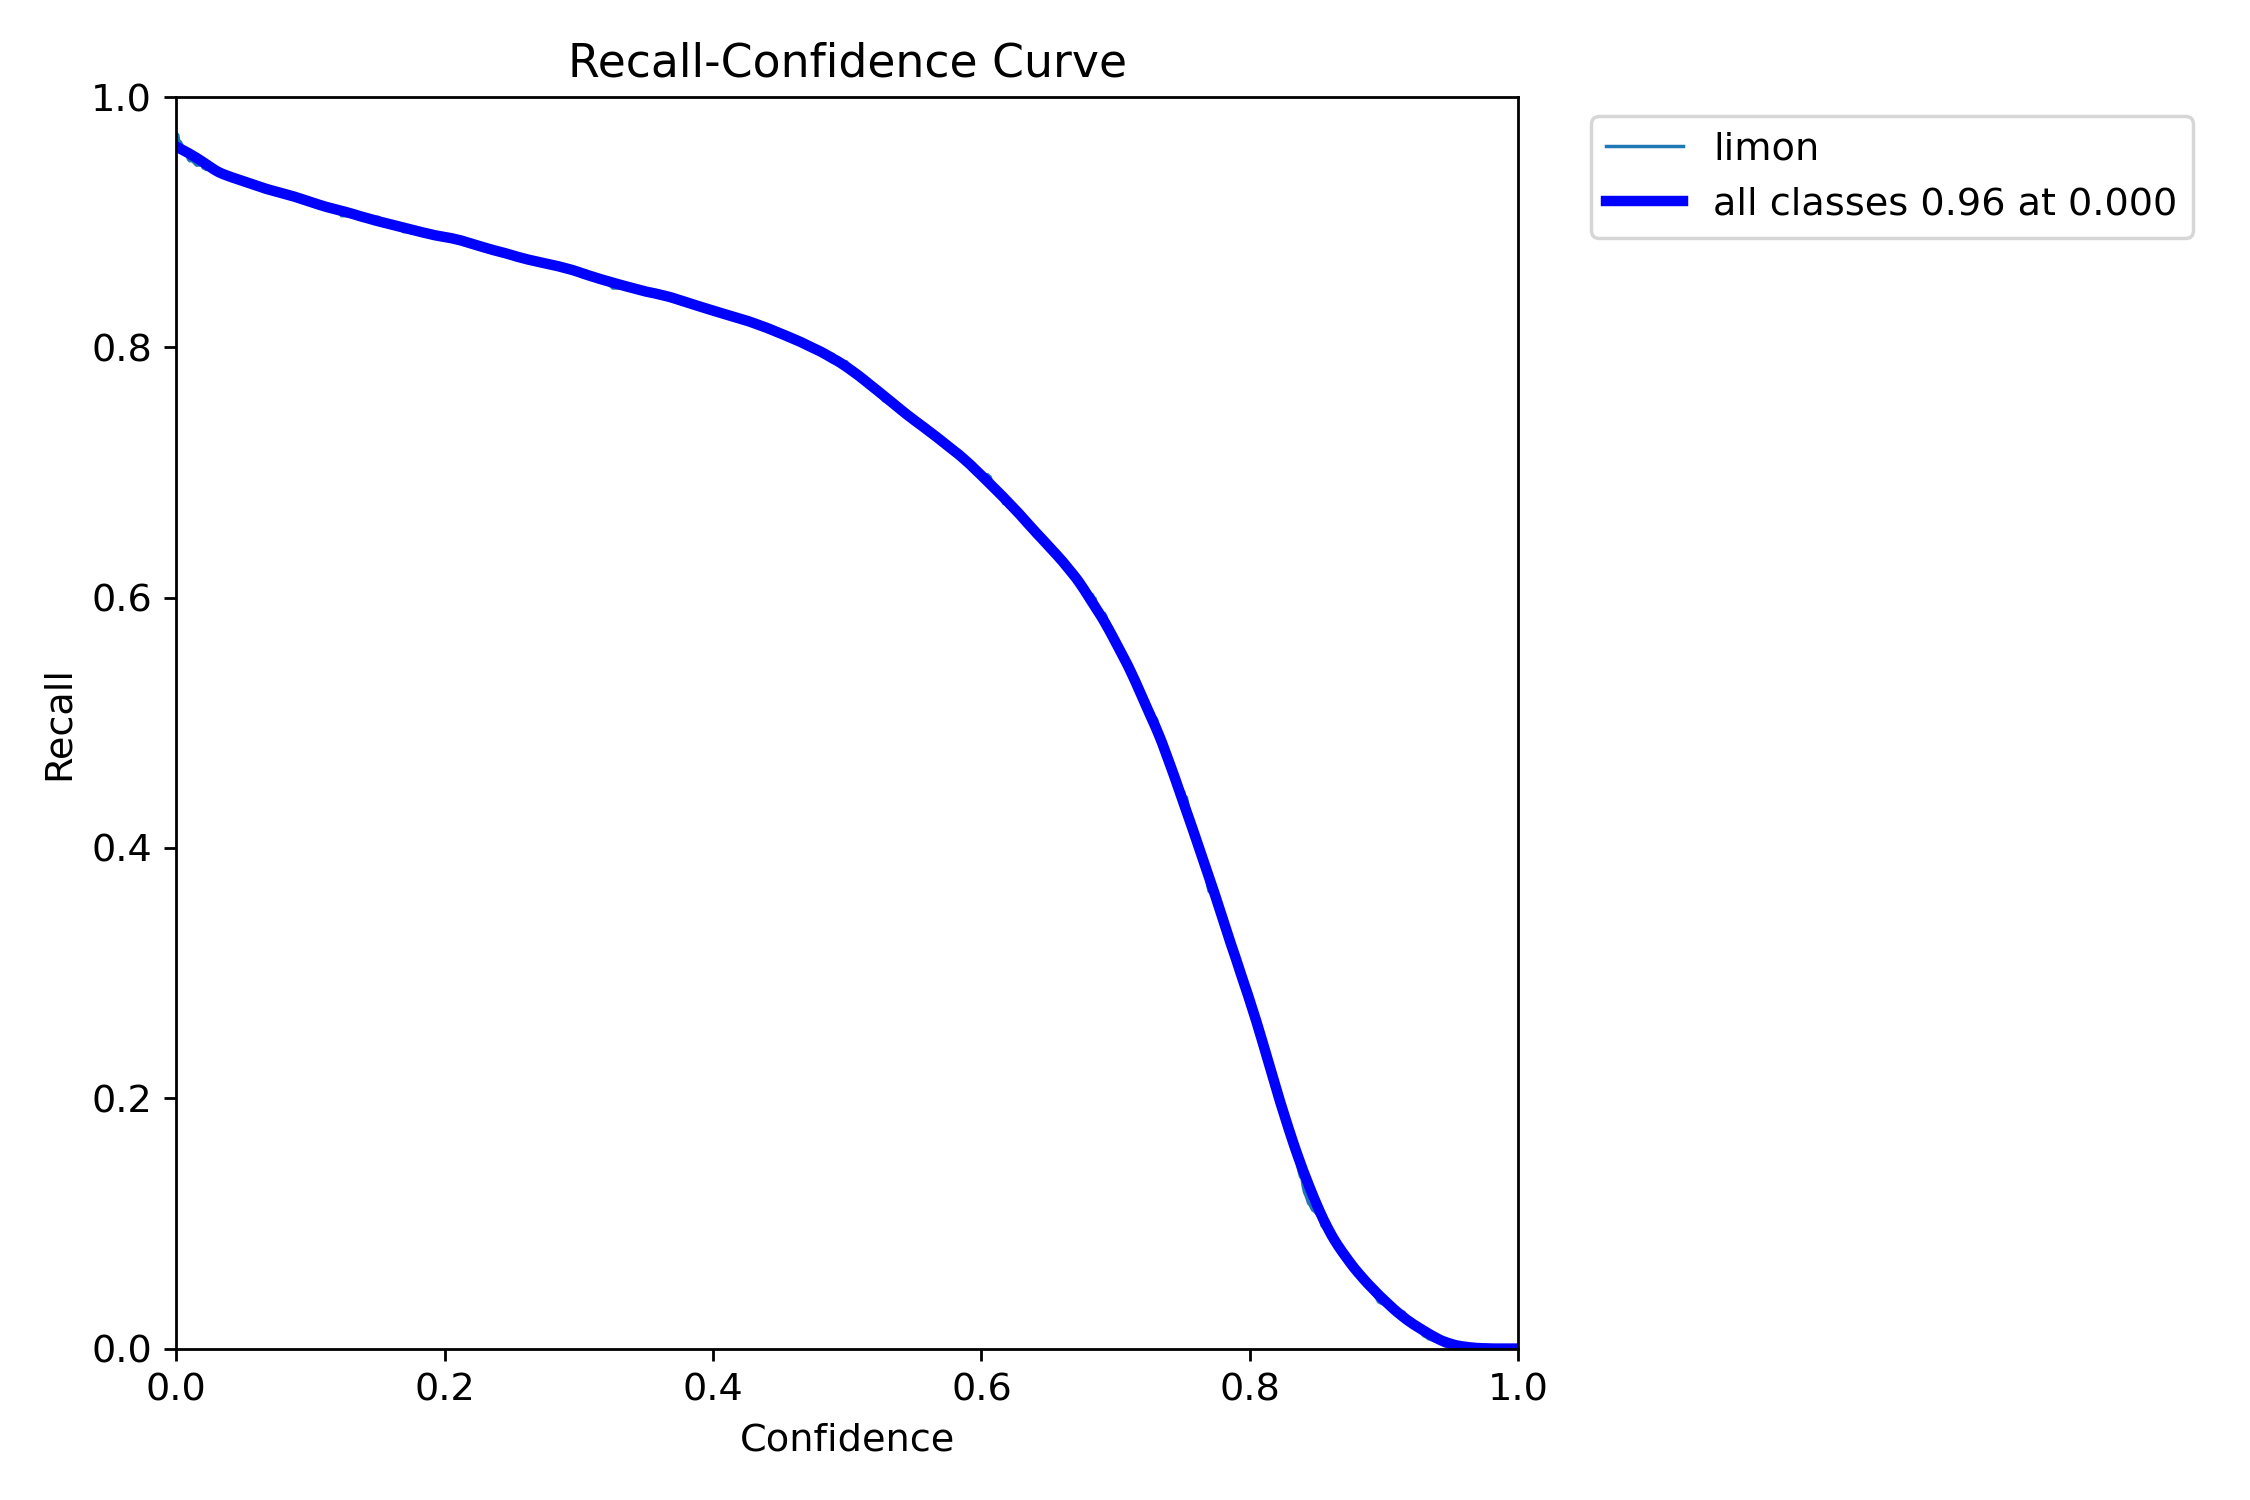 Recall-Confidence Curve
1.0
0.8
0.6
0.4
0.2
0.0
Recall
0.0 0.2 0.4 0.6 0.8 1.0
Confidence
limon
all classes 0.96 at 0.000